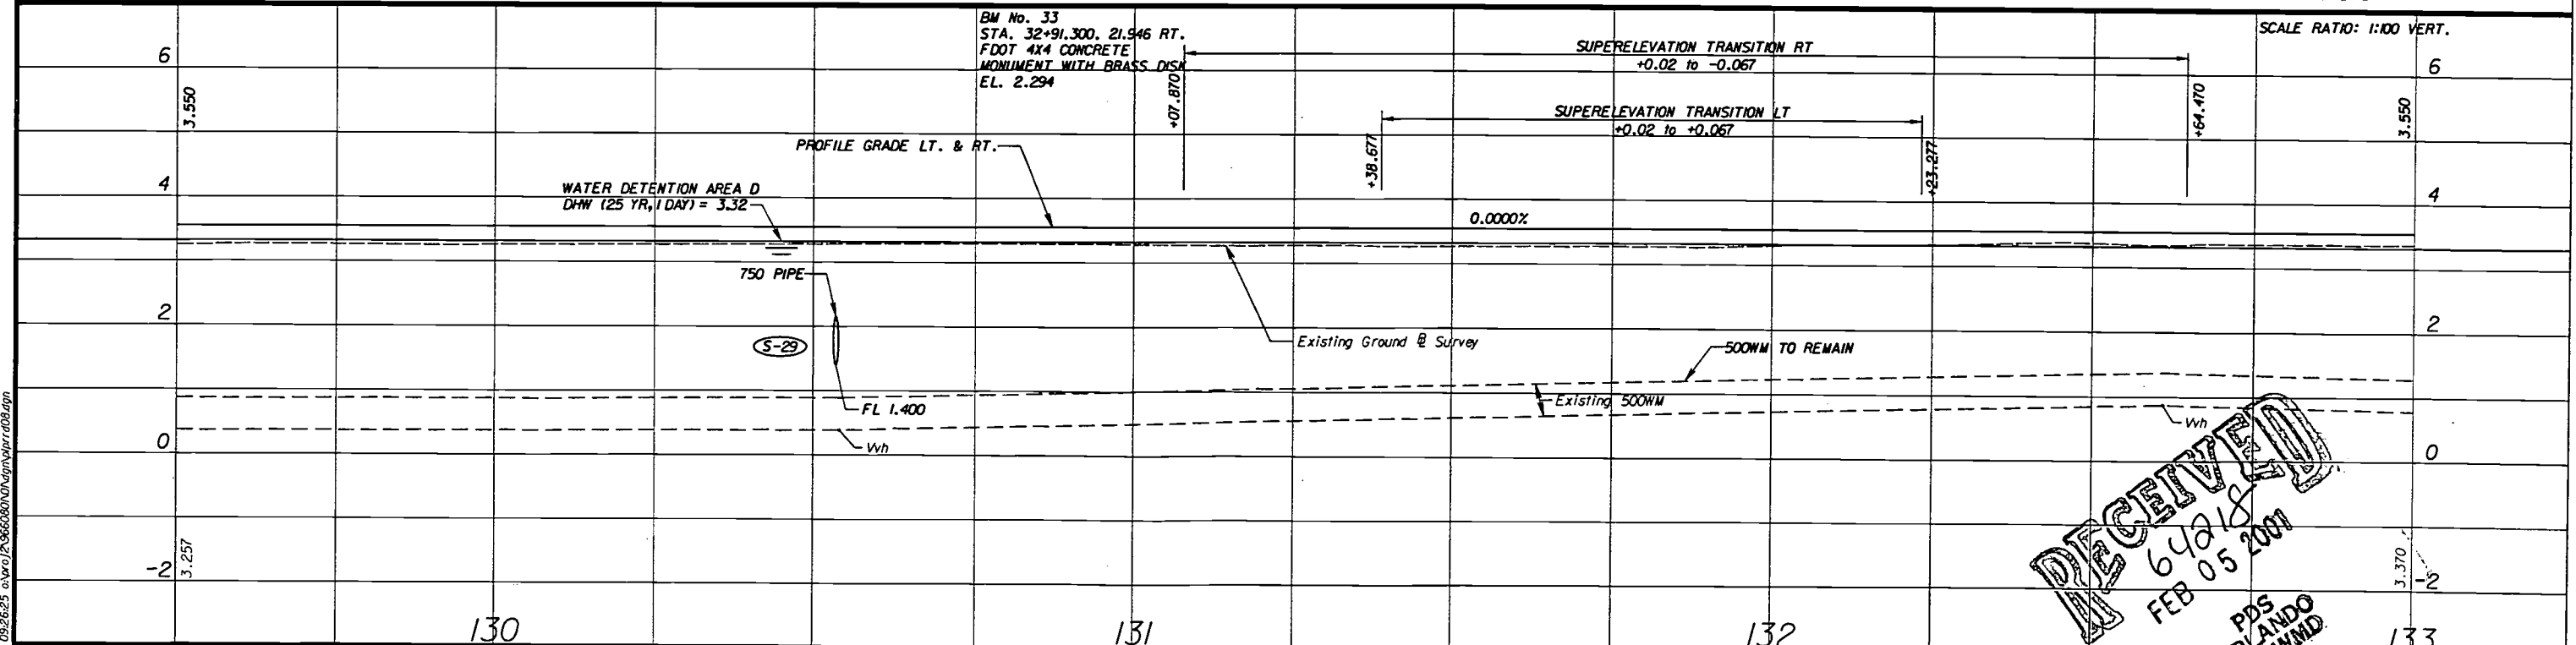 BM No. 33
STA. 32+91.300, 21.946 RT.
FDOT 4X4 CONCRETE
MONUMENT WITH BRASS DISK
EL. 2.294
SCALE RATIO: 1:100 VERT.
SUPERELEVATION TRANSITION RT
+0.02 to -0.067
6
6
3.550
+07.870
+64.470
3.550
SUPERELEVATION TRANSITION LT
+0.02 to +0.067
+38.677
+23.277
PROFILE GRADE LT. & RT.
4
4
WATER DETENTION AREA D
DHW (25 YR, 1 DAY) = 3.32
0.0000%
750 PIPE
2
2
S-29
Existing Ground @ Survey
500WM TO REMAIN
FL 1.400
Existing 500WM
0
0
Vvh
Vvh
RECEIVED
64218
FEB 05 2001
PDS
-2
-2
3.257
3.370
130
131
132
133